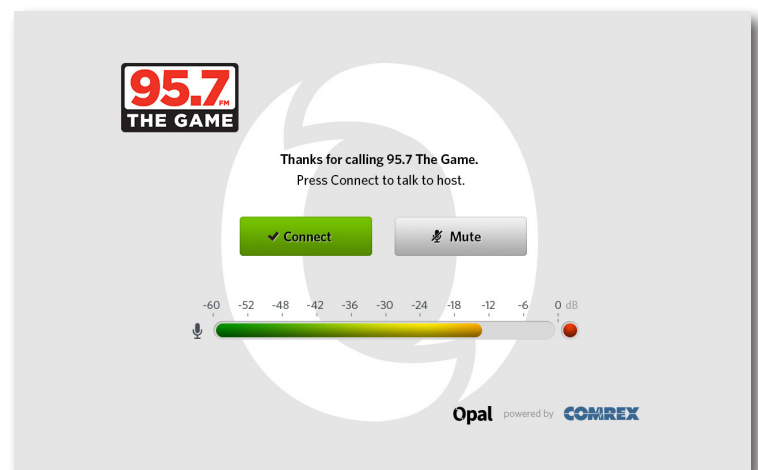 95.7 FM
THE GAME
Thanks for calling 95.7 The Game.
Press Connect to talk to host.
Connect Mute
-60 -52 -48 -42 -36 -30 -24 -18 -12 -6 0 dB
Opal powered by COMREX